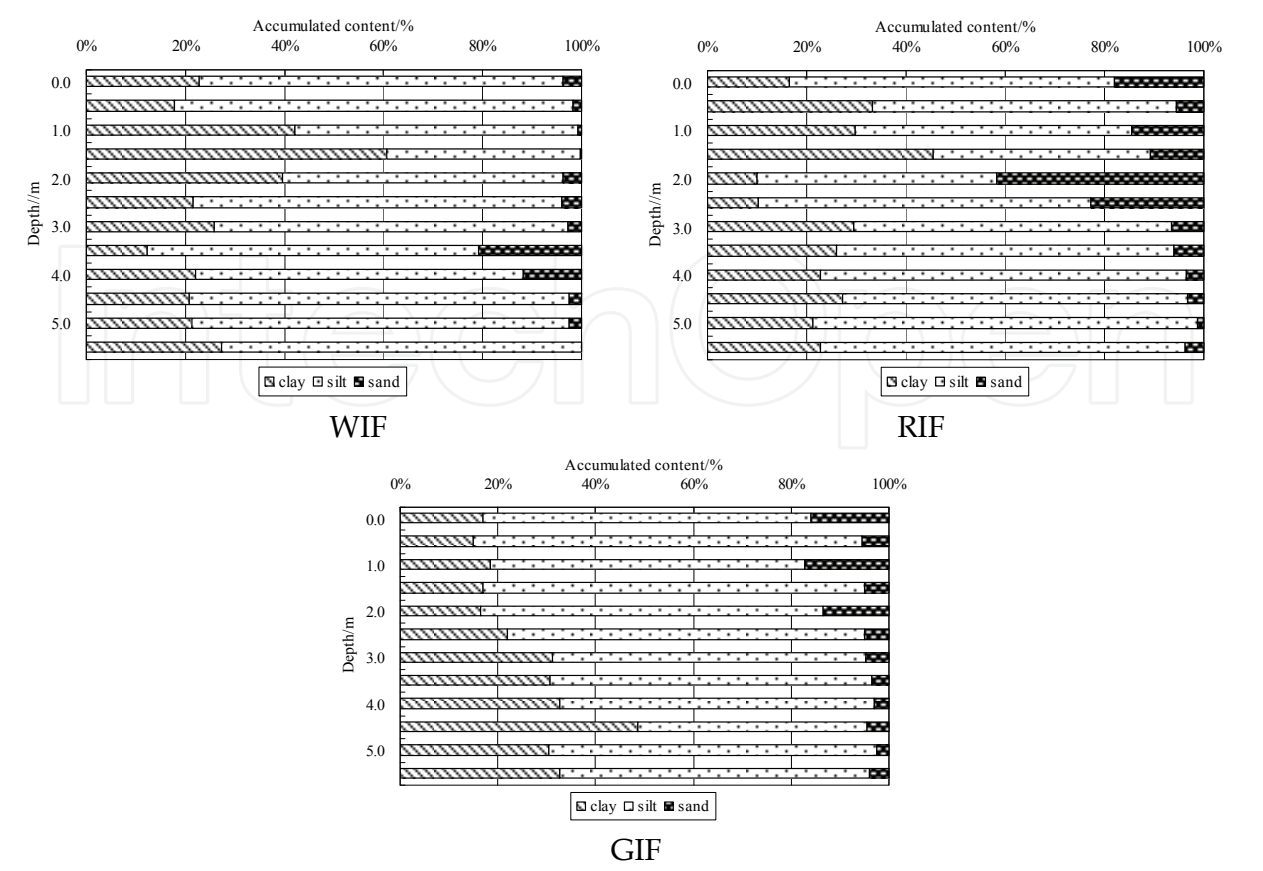 Accumulated content/%
0% 20% 40% 60% 80% 100%
Depth//m
0.0
1.0
2.0
3.0
4.0
5.0
clay silt sand
WIF
Accumulated content/%
0% 20% 40% 60% 80% 100%
Depth/m
0.0
1.0
2.0
3.0
4.0
5.0
clay silt sand
RIF
Accumulated content/%
0% 20% 40% 60% 80% 100%
Depth/m
0.0
1.0
2.0
3.0
4.0
5.0
clay silt sand
GIF
IntechOpen